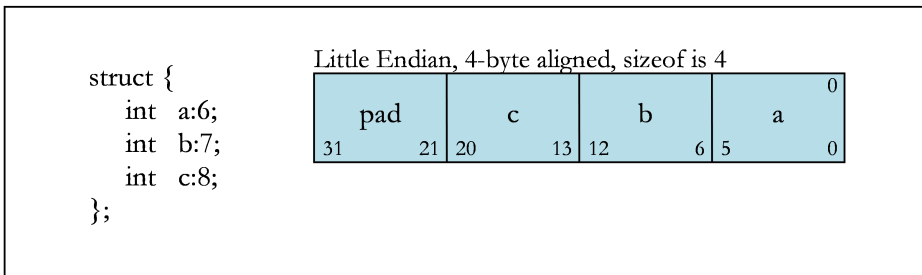 struct {
int a:6;
int b:7;
int c:8;
};
Little Endian, 4-byte aligned, sizeof is 4
0
pad c b a
31 21 20 13 12 6 5 0